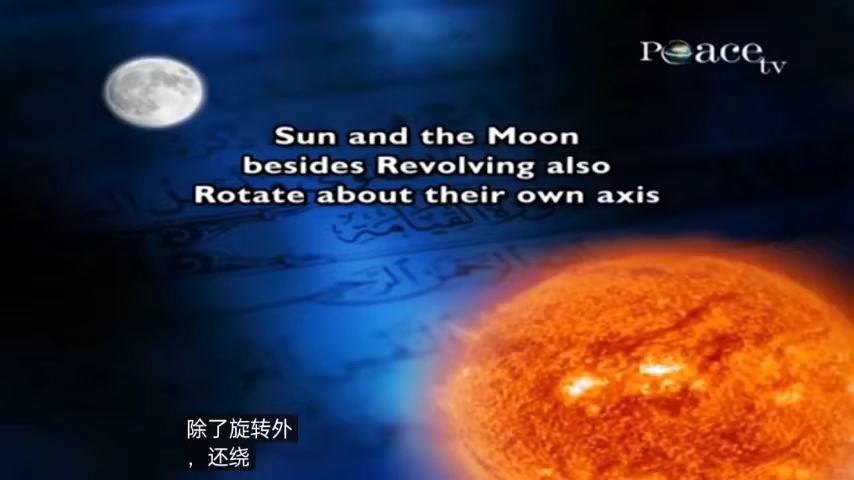 Peace tv
Sun and the Moon
besides Revolving also
Rotate about their own axis
القيامة
除了旋转外
，还绕